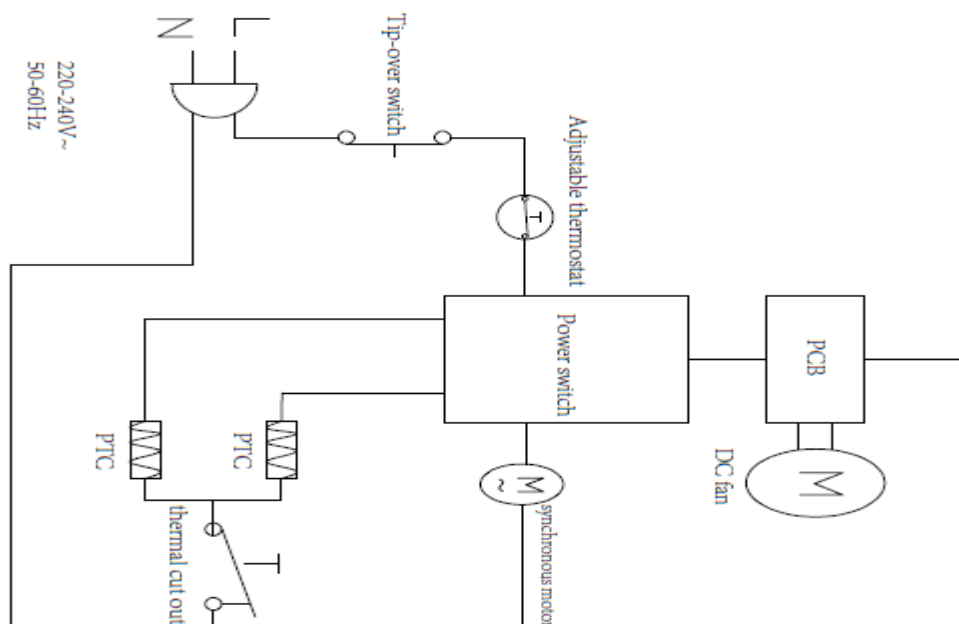 L
N
220-240V~
50-60Hz
Tip-over switch
Adjustable thermostat
T
Power switch
PCB
PTC
PTC
M
~
M
DC fan
synchronous motor
thermal cut out